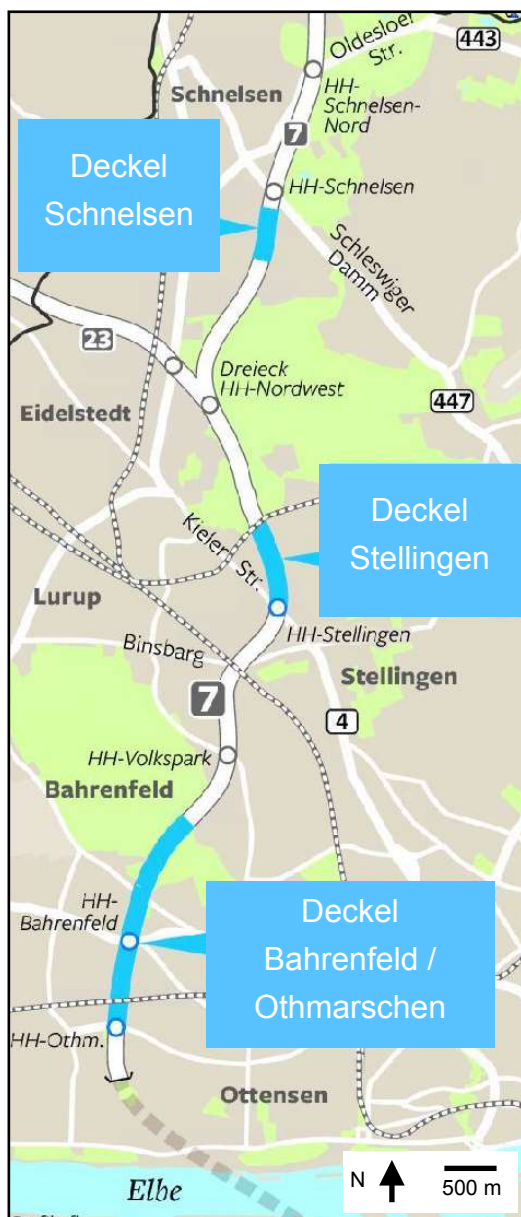 Oldesloer
Str.
443
Schnelsen
HH-
Schnelsen-
Nord
7
Deckel
Schnelsen
HH-Schnelsen
Schleswiger
Damm
23
Dreieck
HH-Nordwest
447
Eidelstedt
Deckel
Stellingen
Kieler Str.
Lurup
HH-Stellingen
Binsbarg
Stellingen
7
4
HH-Volkspark
Bahrenfeld
HH-
Bahrenfeld
Deckel
Bahrenfeld /
Othmarschen
HH-Othm.
Ottensen
Elbe
N
500 m